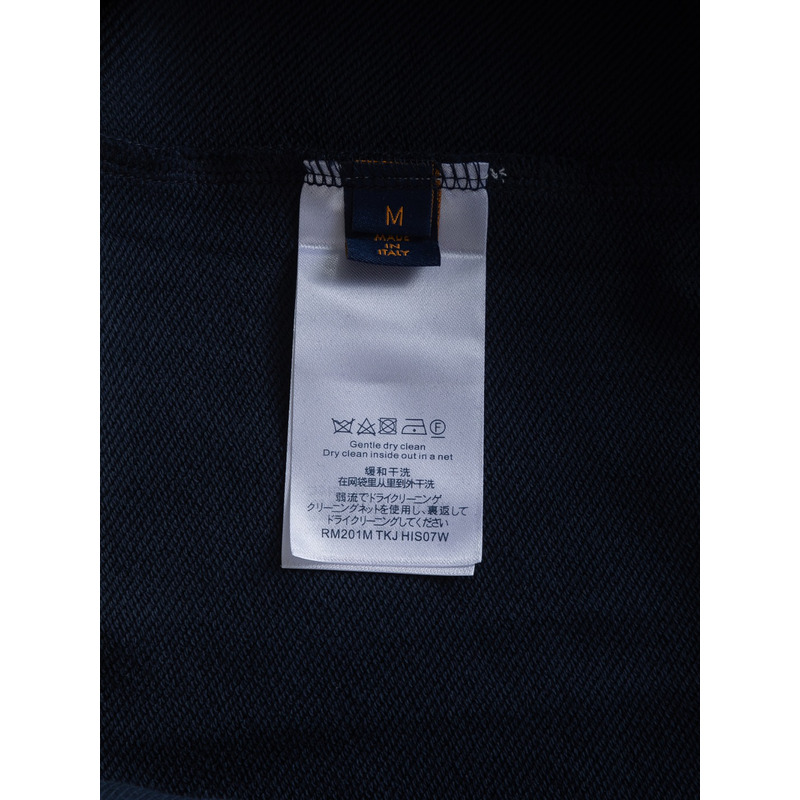 M
MADE
IN
ITALY
F
Gentle dry clean
Dry clean inside out in a net
缓和干洗
在网袋里从里到外干洗
弱流でドライクリーニング
クリーニングネットを使用し、裏返して
ドライクリーニングしてください
RM201M TKJ HIS07W